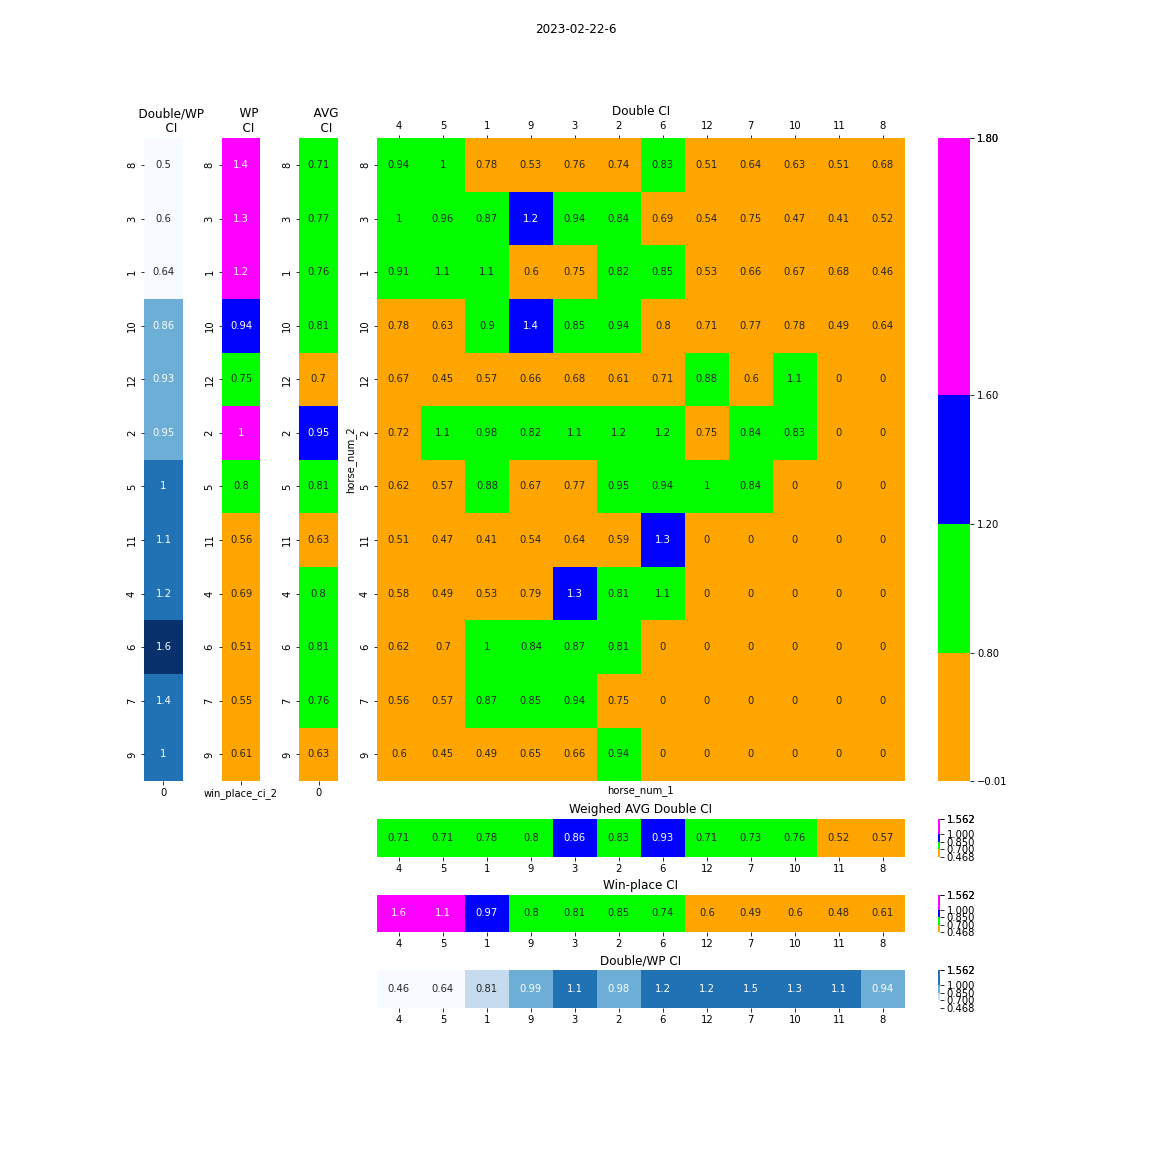 2023-02-22-6
Double/WP CI
WP CI
AVG CI
Double CI
4 5 1 9 3 2 6 12 7 10 11 8
8 0.5 8 1.4 8 0.71 8 0.94 1 0.78 0.53 0.76 0.74 0.83 0.51 0.64 0.63 0.51 0.68
3 0.6 3 1.3 3 0.77 3 1 0.96 0.87 1.2 0.94 0.84 0.69 0.54 0.75 0.47 0.41 0.52
1 0.64 1 1.2 1 0.76 1 0.91 1.1 1.1 0.6 0.75 0.82 0.85 0.53 0.66 0.67 0.68 0.46
10 0.86 10 0.94 10 0.81 10 0.78 0.63 0.9 1.4 0.85 0.94 0.8 0.71 0.77 0.78 0.49 0.64
12 0.93 12 0.75 12 0.7 12 0.67 0.45 0.57 0.66 0.68 0.61 0.71 0.88 0.6 1.1 0 0
2 0.95 2 1 2 0.95 2 0.72 1.1 0.98 0.82 1.1 1.2 1.2 0.75 0.84 0.83 0 0
5 1 5 0.8 5 0.81 5 0.62 0.57 0.88 0.67 0.77 0.95 0.94 1 0.84 0 0 0
11 1.1 11 0.56 11 0.63 11 0.51 0.47 0.41 0.54 0.64 0.59 1.3 0 0 0 0 0
4 1.2 4 0.69 4 0.8 4 0.58 0.49 0.53 0.79 1.3 0.81 1.1 0 0 0 0 0
6 1.6 6 0.51 6 0.81 6 0.62 0.7 1 0.84 0.87 0.81 0 0 0 0 0 0
7 1.4 7 0.55 7 0.76 7 0.56 0.57 0.87 0.85 0.94 0.75 0 0 0 0 0 0
9 1 9 0.61 9 0.63 9 0.6 0.45 0.49 0.65 0.66 0.94 0 0 0 0 0 0
horse_num_2
0 win_place_ci_2 0 horse_num_1
1.80
1.60
1.20
0.80
−0.01
Weighed AVG Double CI
0.71 0.71 0.78 0.8 0.86 0.83 0.93 0.71 0.73 0.76 0.52 0.57
4 5 1 9 3 2 6 12 7 10 11 8
1.562
1.000
0.850
0.700
0.468
Win-place CI
1.6 1.1 0.97 0.8 0.81 0.85 0.74 0.6 0.49 0.6 0.48 0.61
4 5 1 9 3 2 6 12 7 10 11 8
1.562
1.000
0.850
0.700
0.468
Double/WP CI
0.46 0.64 0.81 0.99 1.1 0.98 1.2 1.2 1.5 1.3 1.1 0.94
4 5 1 9 3 2 6 12 7 10 11 8
1.562
1.000
0.850
0.700
0.468